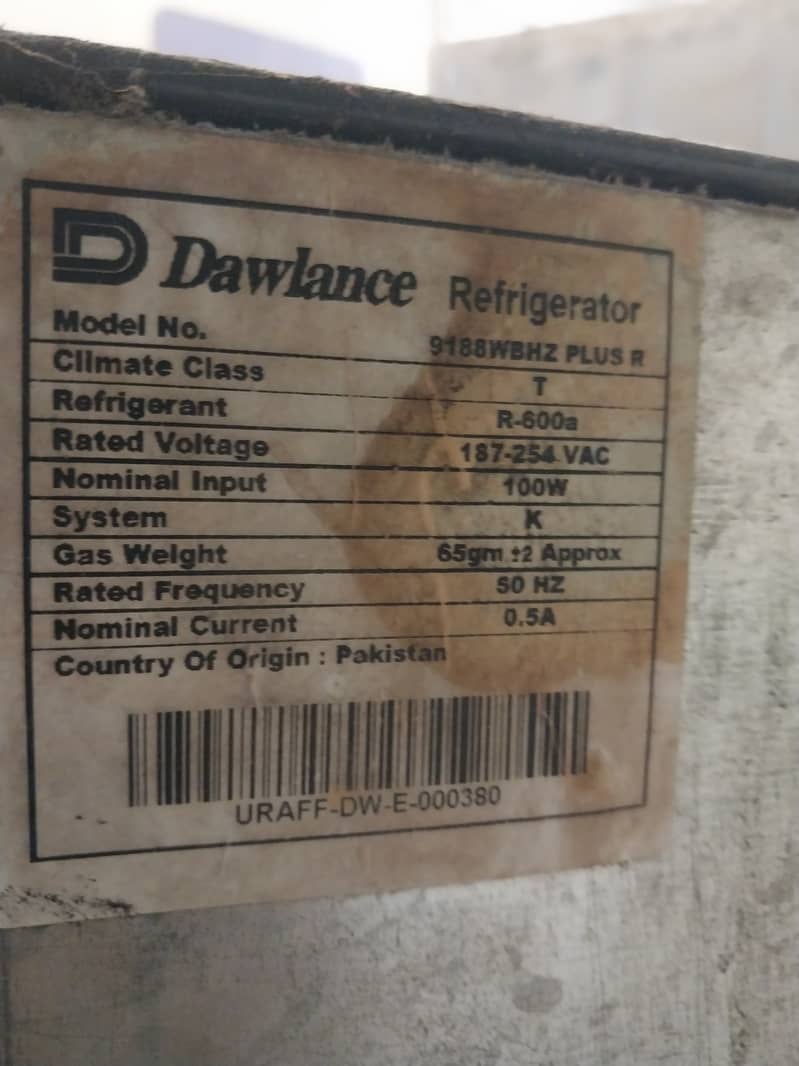 D Dawlance Refrigerator
Model No. 9188WBHZ PLUS R
Climate Class T
Refrigerant R-600a
Rated Voltage 187-254 VAC
Nominal Input 100W
System K
Gas Weight 65gm ±2 Approx
Rated Frequency 50 HZ
Nominal Current 0.5A
Country Of Origin : Pakistan
URAFF-DW-E-000380